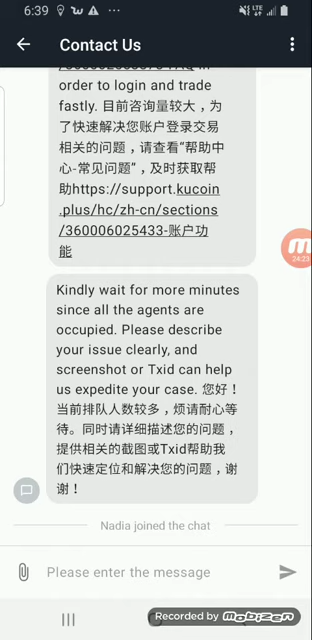 6:39
LTE
Contact Us
order to login and trade
fastly. 目前咨询量较大，为
了快速解决您账户登录交易
相关的问题，请查看“帮助中
心-常见问题”，及时获取帮
助https://support.kucoin
.plus/hc/zh-cn/sections
/360006025433-账户功
能
Kindly wait for more minutes
since all the agents are
occupied. Please describe
your issue clearly, and
screenshot or Txid can help
us expedite your case. 您好！
当前排队人数较多，烦请耐心等
待。同时请详细描述您的问题，
提供相关的截图或Txid帮助我
们快速定位和解决您的问题，谢
谢！
24:23
Nadia joined the chat
Please enter the message
Recorded by Mobizen